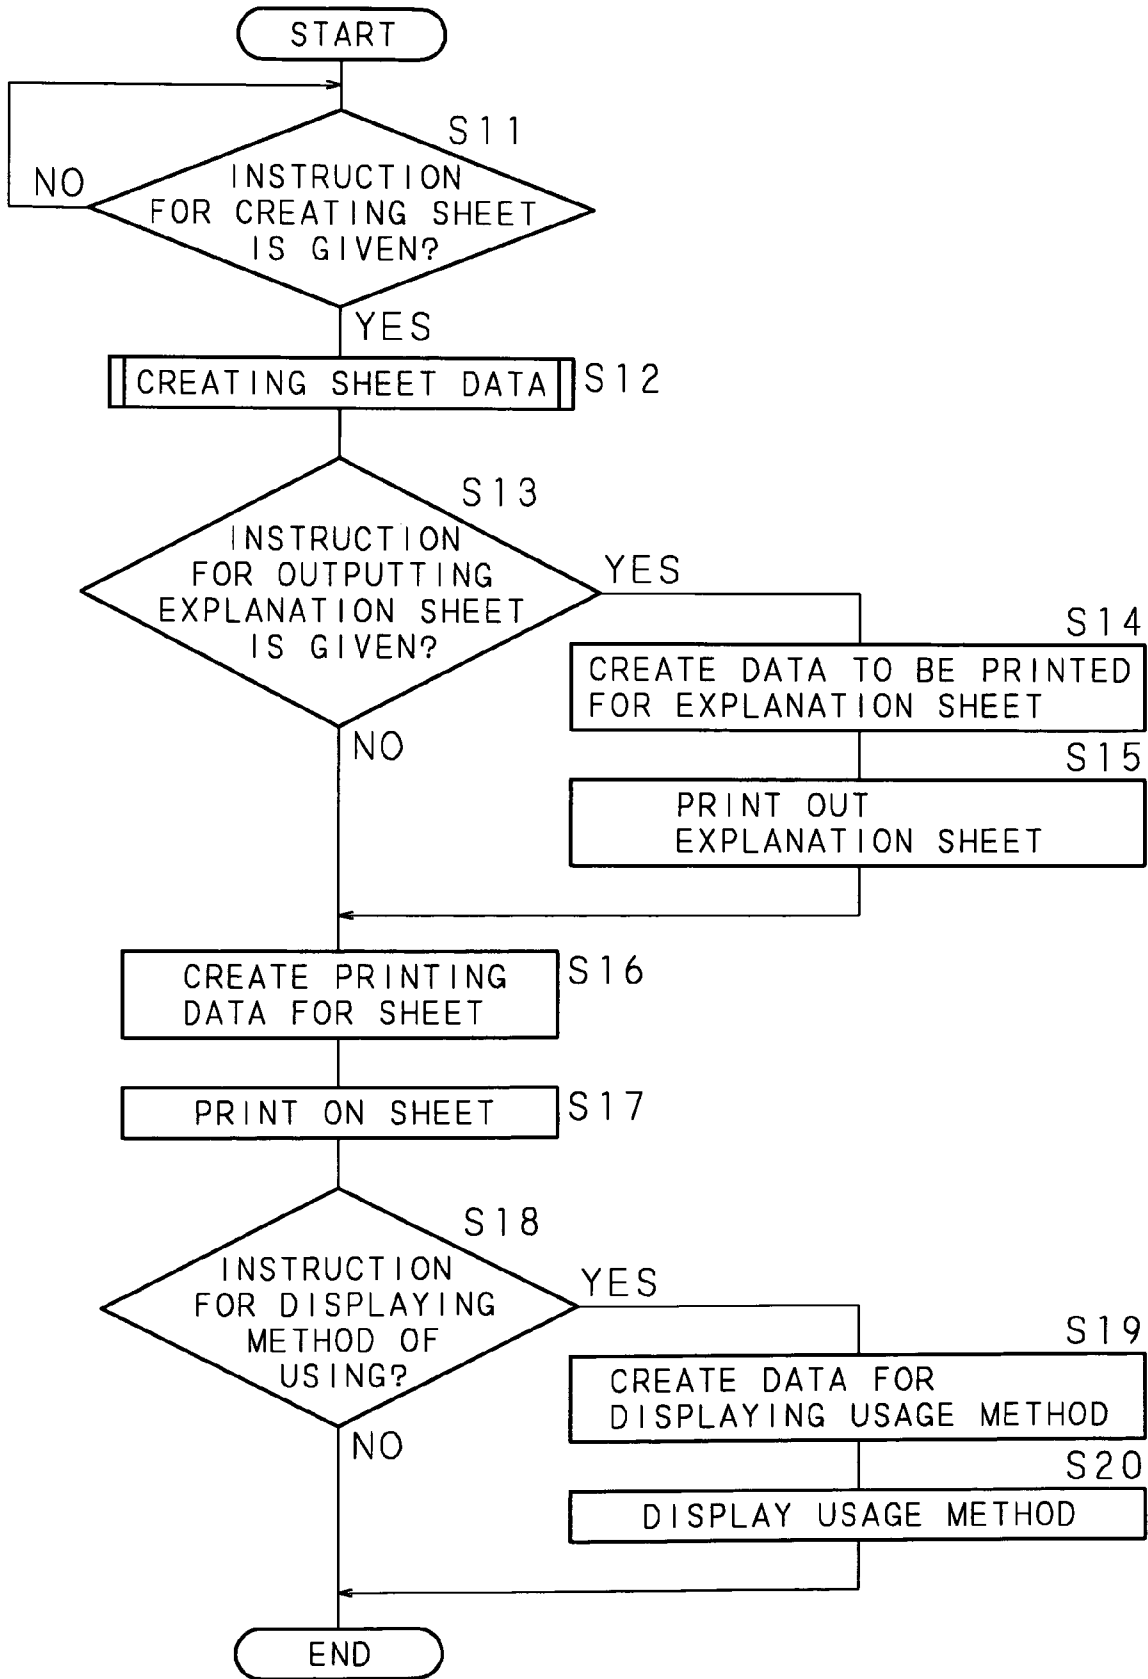 START
S11
INSTRUCTION
FOR CREATING SHEET
IS GIVEN?
NO
YES
CREATING SHEET DATA
S12
S13
INSTRUCTION
FOR OUTPUTTING
EXPLANATION SHEET
IS GIVEN?
YES
NO
S14
CREATE DATA TO BE PRINTED
FOR EXPLANATION SHEET
S15
PRINT OUT
EXPLANATION SHEET
CREATE PRINTING
DATA FOR SHEET
S16
PRINT ON SHEET
S17
S18
INSTRUCTION
FOR DISPLAYING
METHOD OF
USING?
YES
NO
S19
CREATE DATA FOR
DISPLAYING USAGE METHOD
S20
DISPLAY USAGE METHOD
END